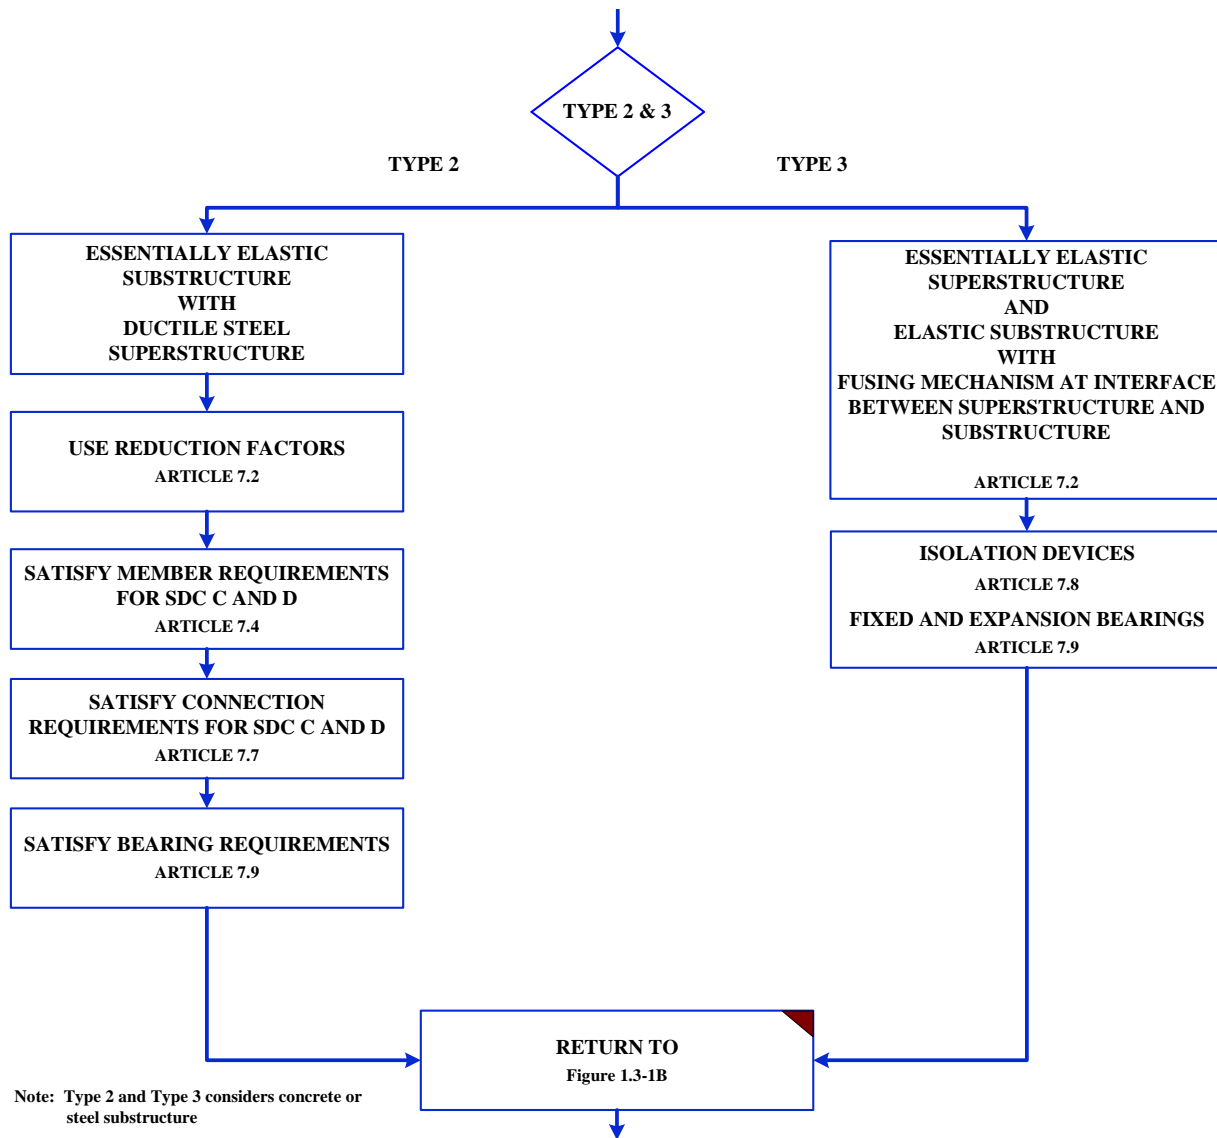 TYPE 2 & 3
TYPE 2
TYPE 3
ESSENTIALLY ELASTIC
SUBSTRUCTURE
WITH
DUCTILE STEEL
SUPERSTRUCTURE
USE REDUCTION FACTORS
ARTICLE 7.2
SATISFY MEMBER REQUIREMENTS
FOR SDC C AND D
ARTICLE 7.4
SATISFY CONNECTION
REQUIREMENTS FOR SDC C AND D
ARTICLE 7.7
SATISFY BEARING REQUIREMENTS
ARTICLE 7.9
ESSENTIALLY ELASTIC
SUPERSTRUCTURE
AND
ELASTIC SUBSTRUCTURE
WITH
FUSING MECHANISM AT INTERFACE
BETWEEN SUPERSTRUCTURE AND
SUBSTRUCTURE
ARTICLE 7.2
ISOLATION DEVICES
ARTICLE 7.8
FIXED AND EXPANSION BEARINGS
ARTICLE 7.9
RETURN TO
Figure 1.3-1B
Note: Type 2 and Type 3 considers concrete or
steel substructure